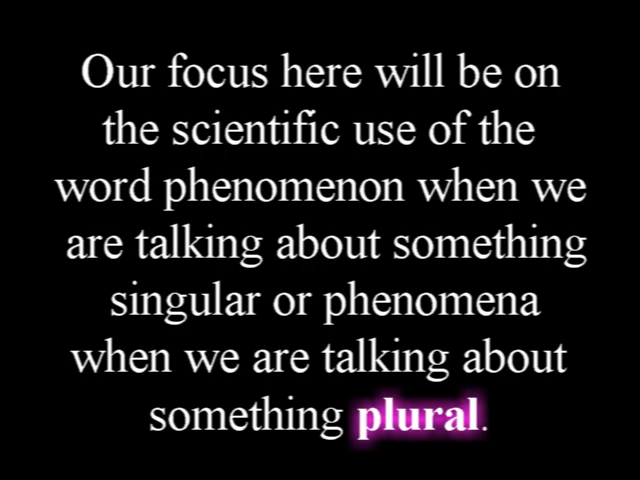 Our focus here will be on
the scientific use of the
word phenomenon when we
are talking about something
singular or phenomena
when we are talking about
something plural.